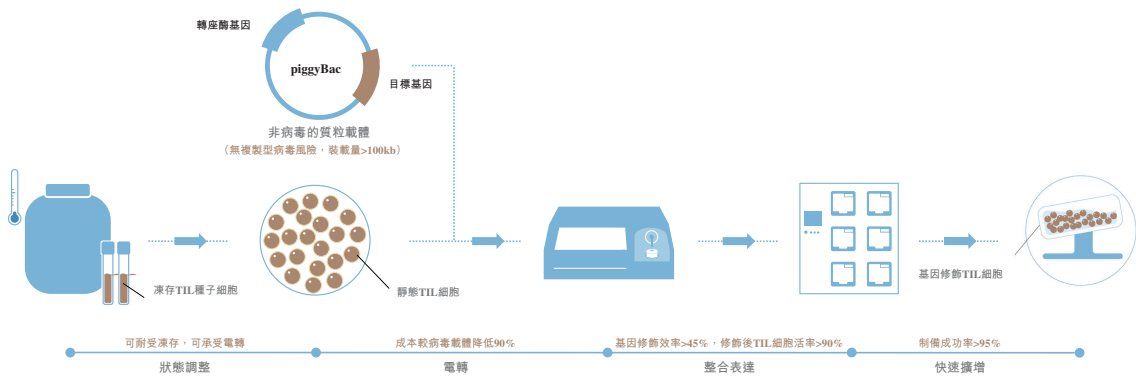 轉座酶基因
piggyBac
目標基因
非病毒的質粒載體
（無複製型病毒風險，裝載量>100kb）
凍存TIL種子細胞
靜態TIL細胞
基因修飾TIL細胞
可耐受凍存，可承受電轉
成本較病毒載體降低90%
基因修飾效率>45%，修飾後TIL細胞活率>90%
制備成功率>95%
狀態調整
電轉
整合表達
快速擴增